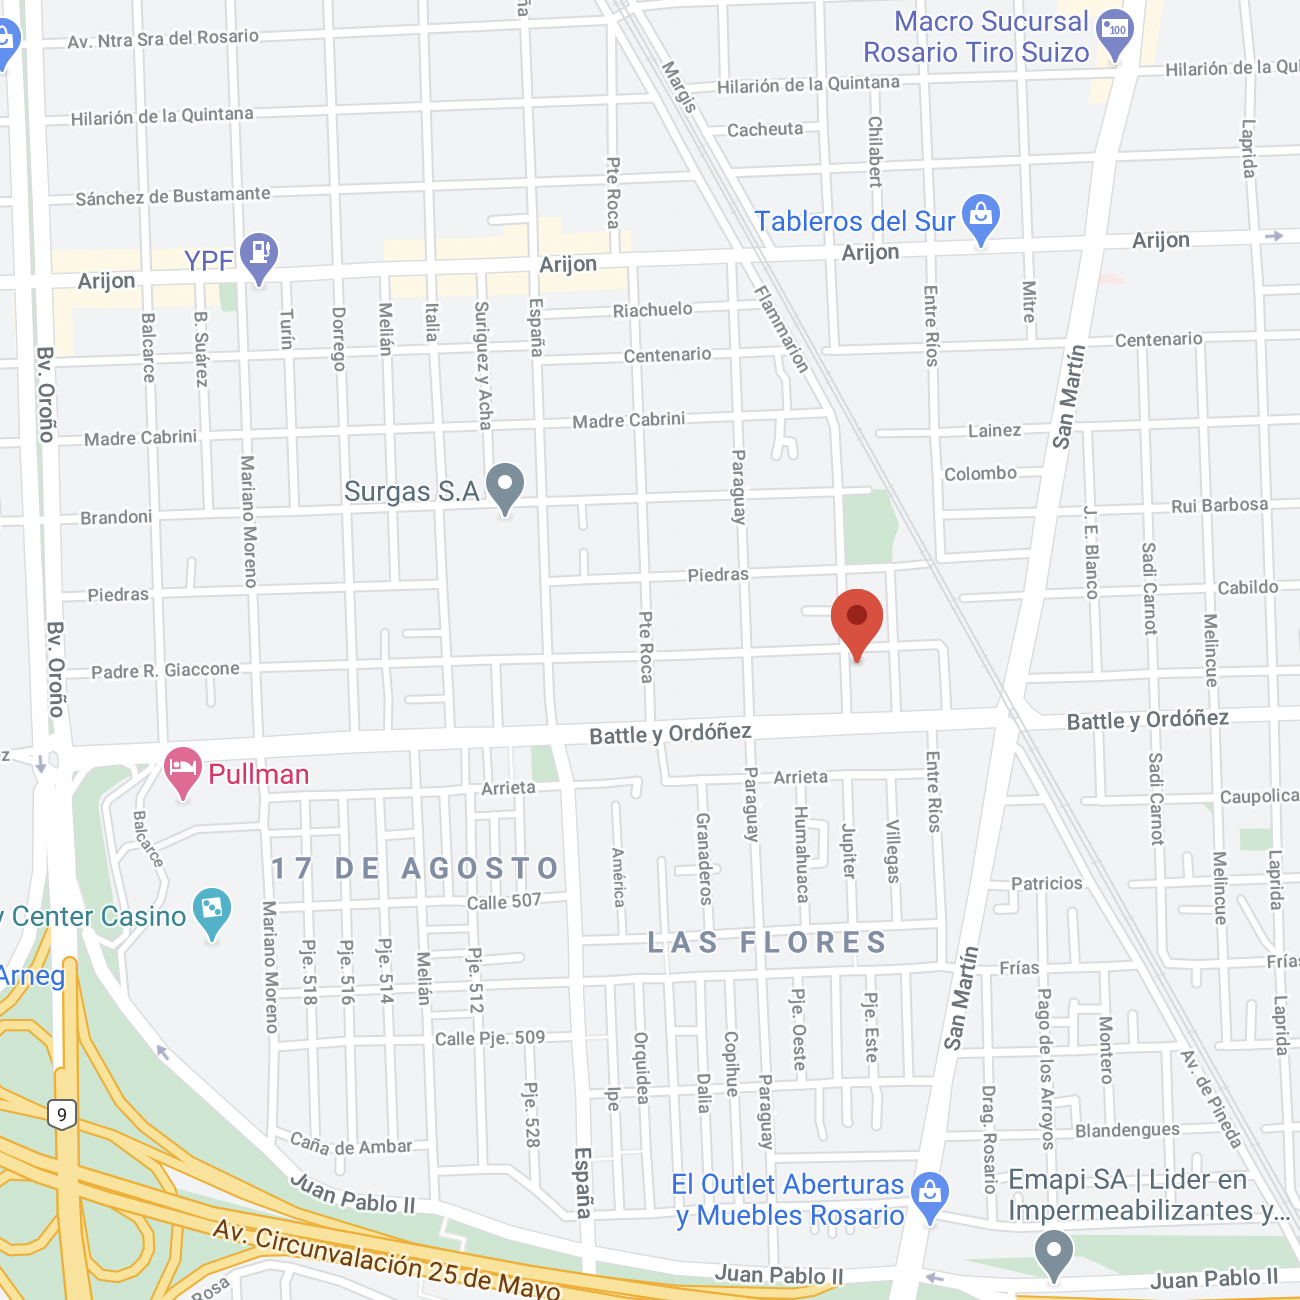 ña
Macro Sucursal
Rosario Tiro Suizo
100
Av. Ntra Sra del Rosario
Margis
Hilarión de la Quintana
Hilarión de la Qui
Hilarión de la Quintana
Cacheuta
Chilabert
Laprida
Pte Roca
Sánchez de Bustamante
Tableros del Sur
YPF
Arijon
Arijon
Arijon
Arijon
Balcarce
B. Suárez
Turín
Dorrego
Melián
Italia
Suriguez y Acha
España
Riachuelo
Flammarion
Entre Ríos
Mitre
Centenario
Centenario
Bv. Oroño
San Martín
Madre Cabrini
Madre Cabrini
Lainez
Colombo
Mariano Moreno
Surgas S.A
Paraguay
Brandoni
Rui Barbosa
J. E. Blanco
Sadi Carnot
Piedras
Piedras
Cabildo
Melincue
Bv. Oroño
Pte Roca
Padre R. Giaccone
Battle y Ordóñez
Battle y Ordóñez
ez
Pullman
Arrieta
Arrieta
Paraguay
Entre Ríos
Sadi Carnot
Caupolica
Balcarce
América
Granaderos
Humahuaca
Jupiter
Villegas
Melincue
Laprida
17 DE AGOSTO
Patricios
Calle 507
y Center Casino
LAS FLORES
Mariano Moreno
Pje. 518
Pje. 516
Pje. 514
Melián
Pje. 512
Arneg
San Martín
Frías
Frías
Pje. Oeste
Pje. Este
Pago de los Arroyos
Montero
Laprida
Calle Pje. 509
Orquidea
Copihue
Av. de Pineda
9
Pje. 528
Ipe
Dalia
Paraguay
Drag. Rosario
Blandengues
Caña de Ambar
España
Juan Pablo II
El Outlet Aberturas
y Muebles Rosario
Emapi SA | Lider en
Impermeabilizantes y...
Av. Circunvalación 25 de Mayo
Juan Pablo II
Juan Pablo II
Rosa